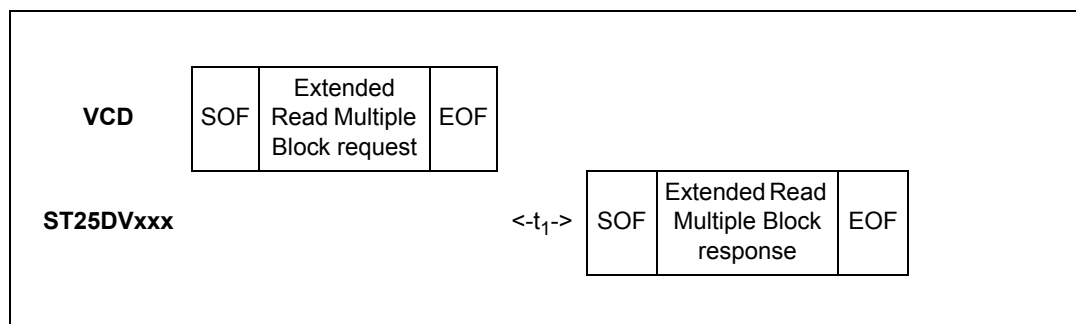 VCD
SOF
Extended
Read Multiple
Block request
EOF
ST25DVxxx
<-t1->
SOF
Extended Read
Multiple Block
response
EOF